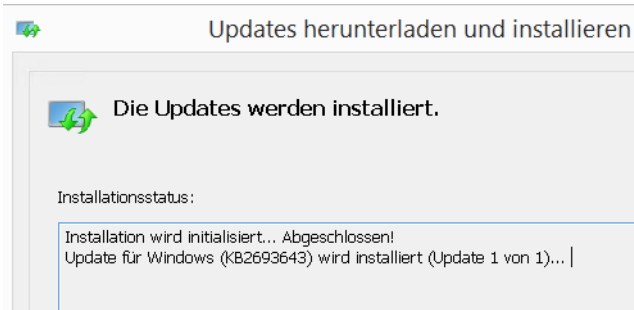 Updates herunterladen und installieren
Die Updates werden installiert.
Installationsstatus:
Installation wird initialisiert... Abgeschlossen!
Update für Windows (KB2693643) wird installiert (Update 1 von 1)...